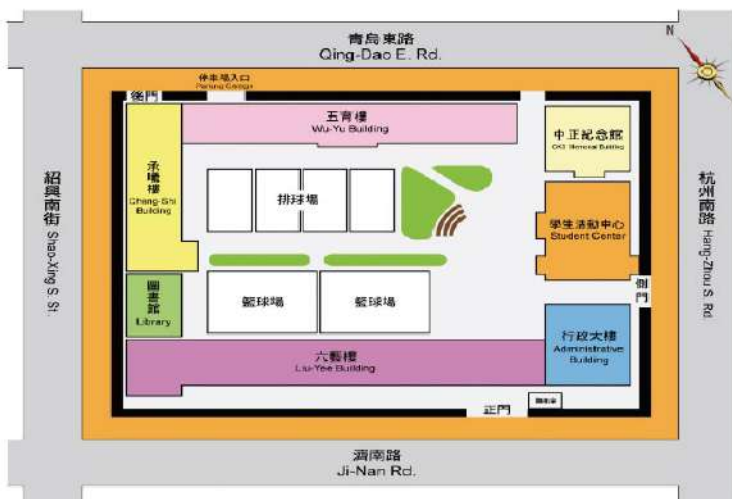 青島東路
Qing-Dao E. Rd.
N
停車場入口
Parking Garage
後門
五育樓
Wu-Yu Building
中正紀念館
CKS Memorial Building
承曦樓
Cheng-Shi
Building
排球場
學生活動中心
Student Center
紹興南街 Shao-Xing S. St.
杭州南路 Hang-Zhou S. Rd
側門
圖書館
Library
籃球場
籃球場
行政大樓
Administrative
Building
六藝樓
Liu-Yee Building
正門
濟南路
Ji-Nan Rd.